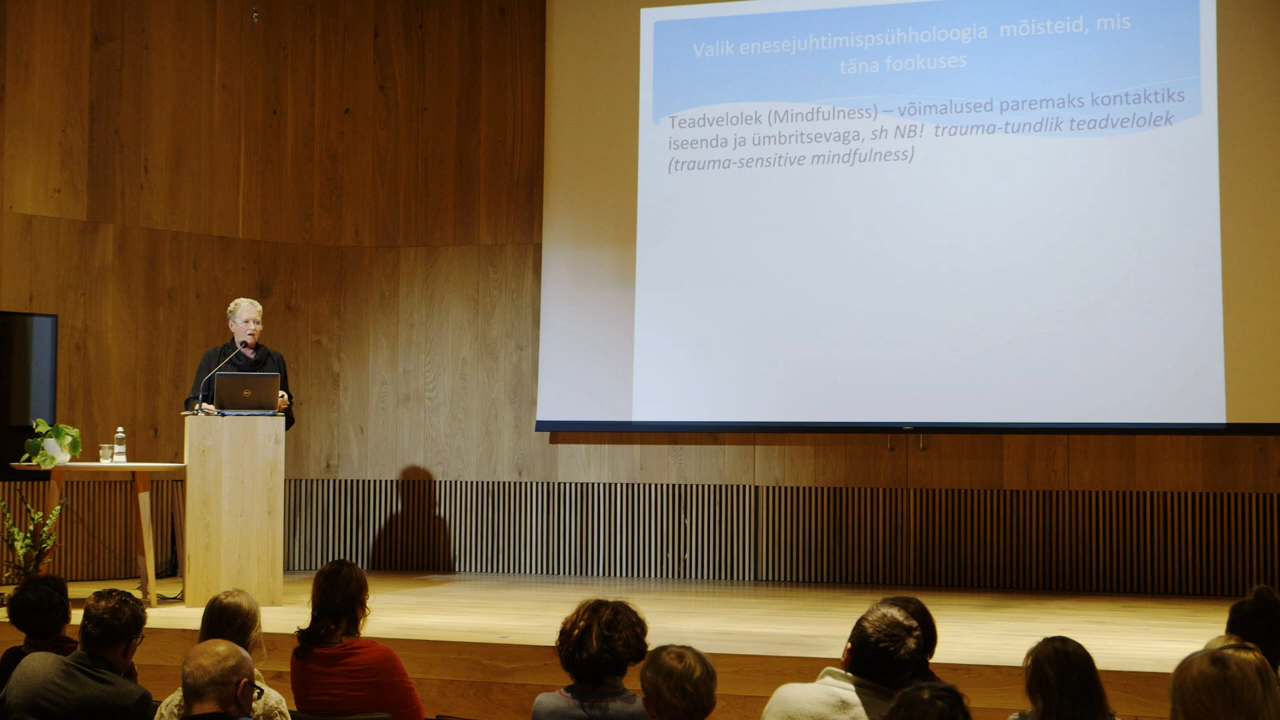 Valik enesejuhtimispsühholoogia mõisteid, mis
täna fookuses
Teadvelolek (Mindfulness) – võimalused paremaks kontaktiks
iseenda ja ümbritsevaga, sh NB! trauma-tundlik teadvelolek
(trauma-sensitive mindfulness)